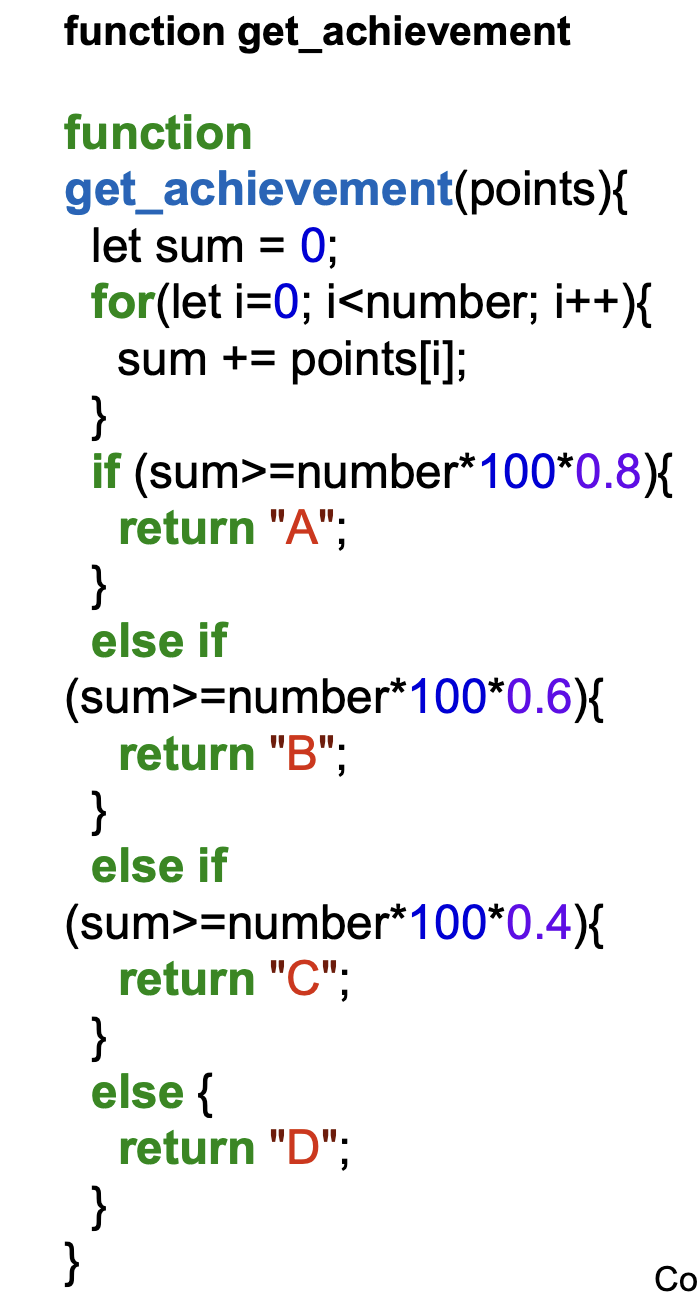 function get_achievement
function
get_achievement(points){
let sum = 0;
for(let i=0; i<number; i++){
sum += points[i];
}
if (sum>=number*100*0.8){
return "A";
}
else if
(sum>=number*100*0.6){
return "B";
}
else if
(sum>=number*100*0.4){
return "C";
}
else {
return "D";
}
}
Co